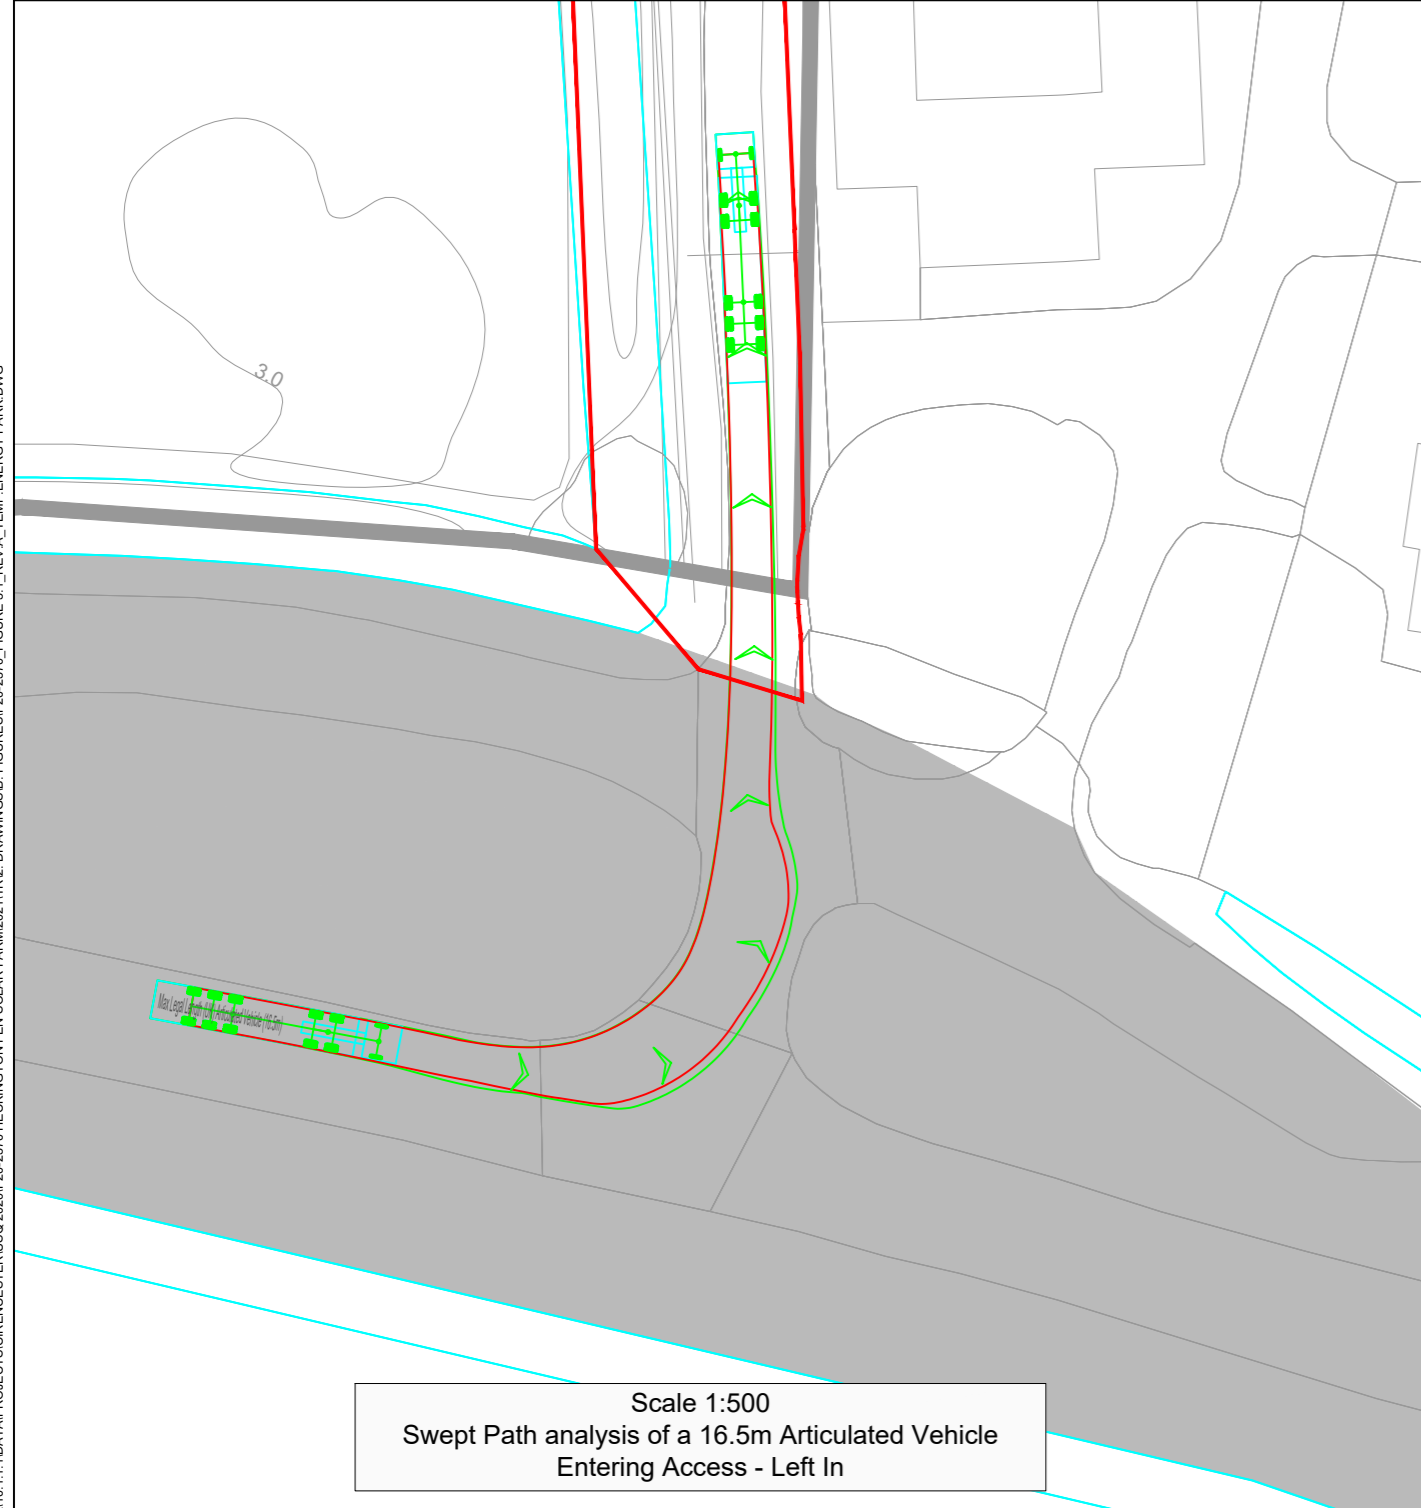 3.0
Max Legal Length (UK) Articulated Vehicle (16.5m)
Scale 1:500
Swept Path analysis of a 16.5m Articulated Vehicle
Entering Access - Left In